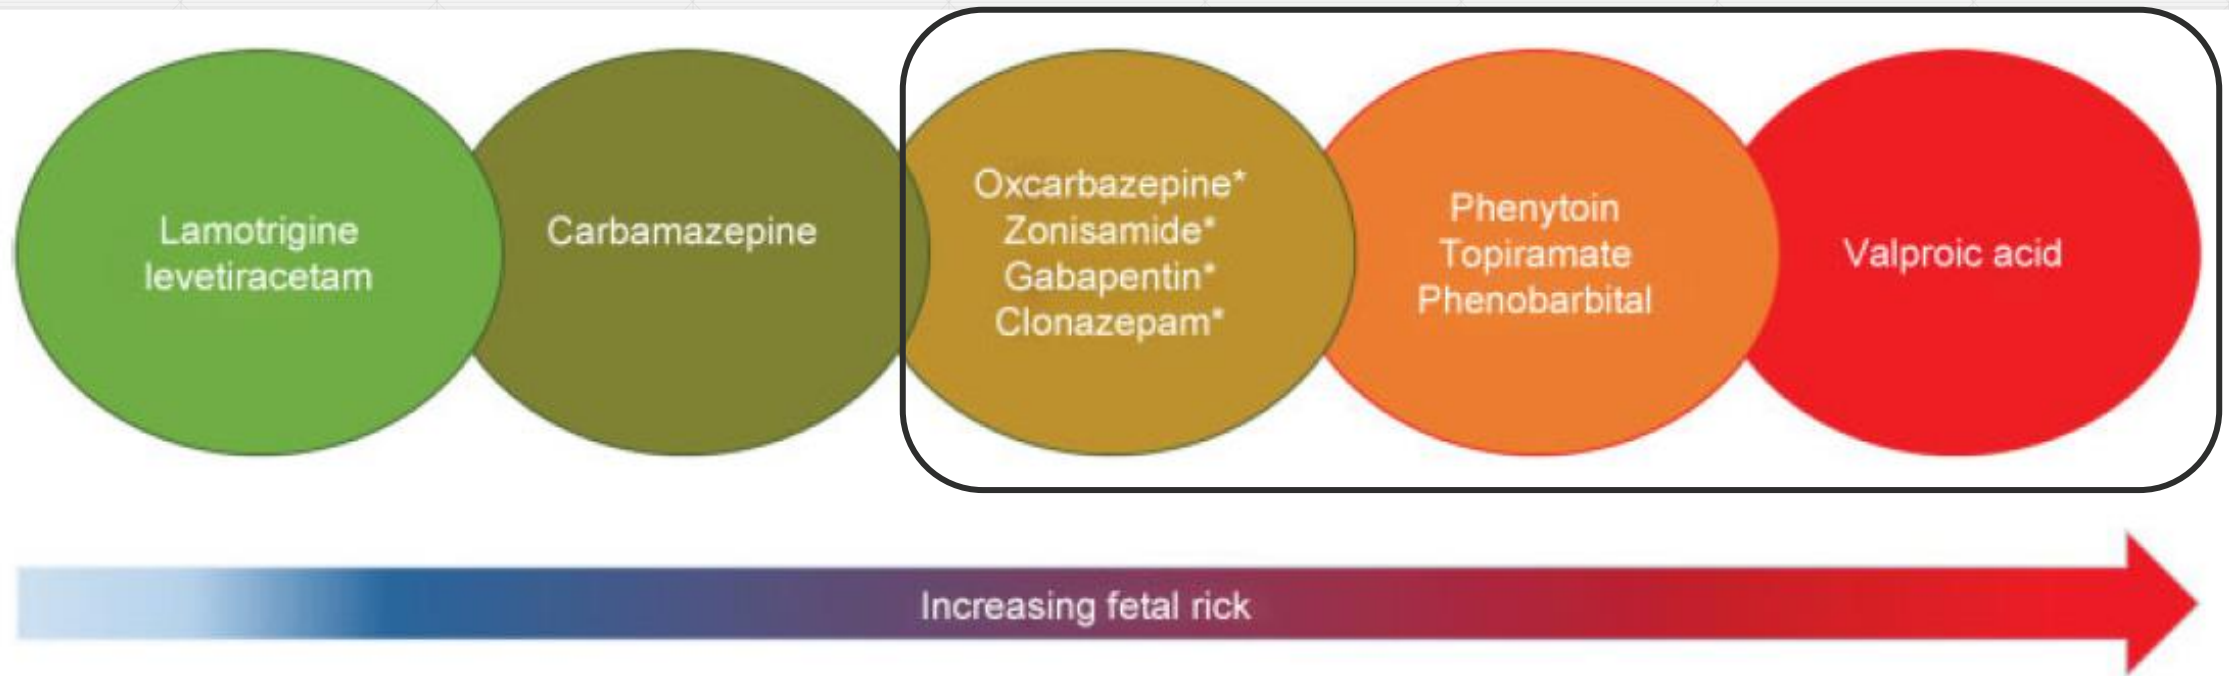 Lamotrigine
levetiracetam
Carbamazepine
Oxcarbazepine*
Zonisamide*
Gabapentin*
Clonazepam*
Phenytoin
Topiramate
Phenobarbital
Valproic acid
Increasing fetal rick